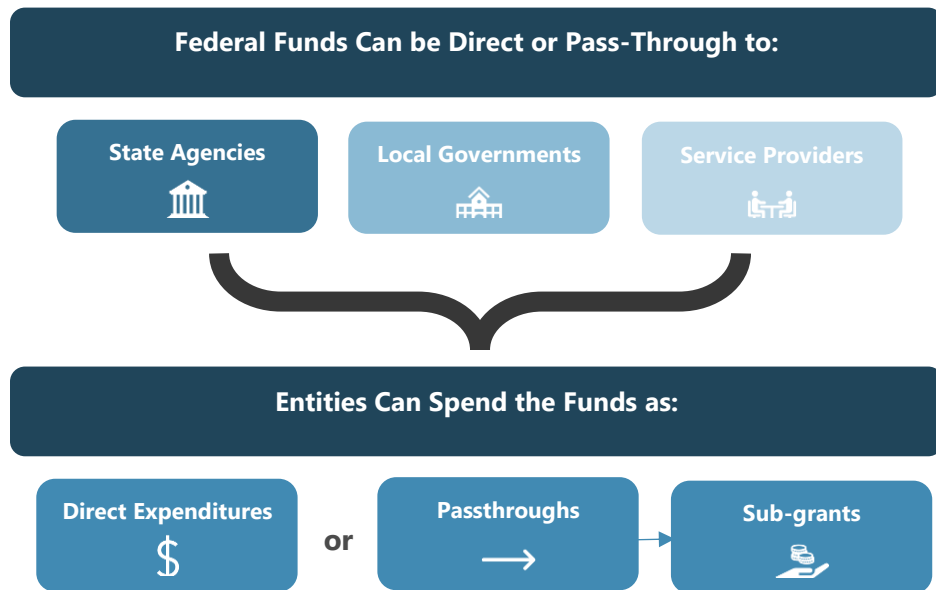 Federal Funds Can be Direct or Pass-Through to:
State Agencies
Local Governments
Service Providers
Entities Can Spend the Funds as:
Direct Expenditures
$
or
Passthroughs
Sub-grants